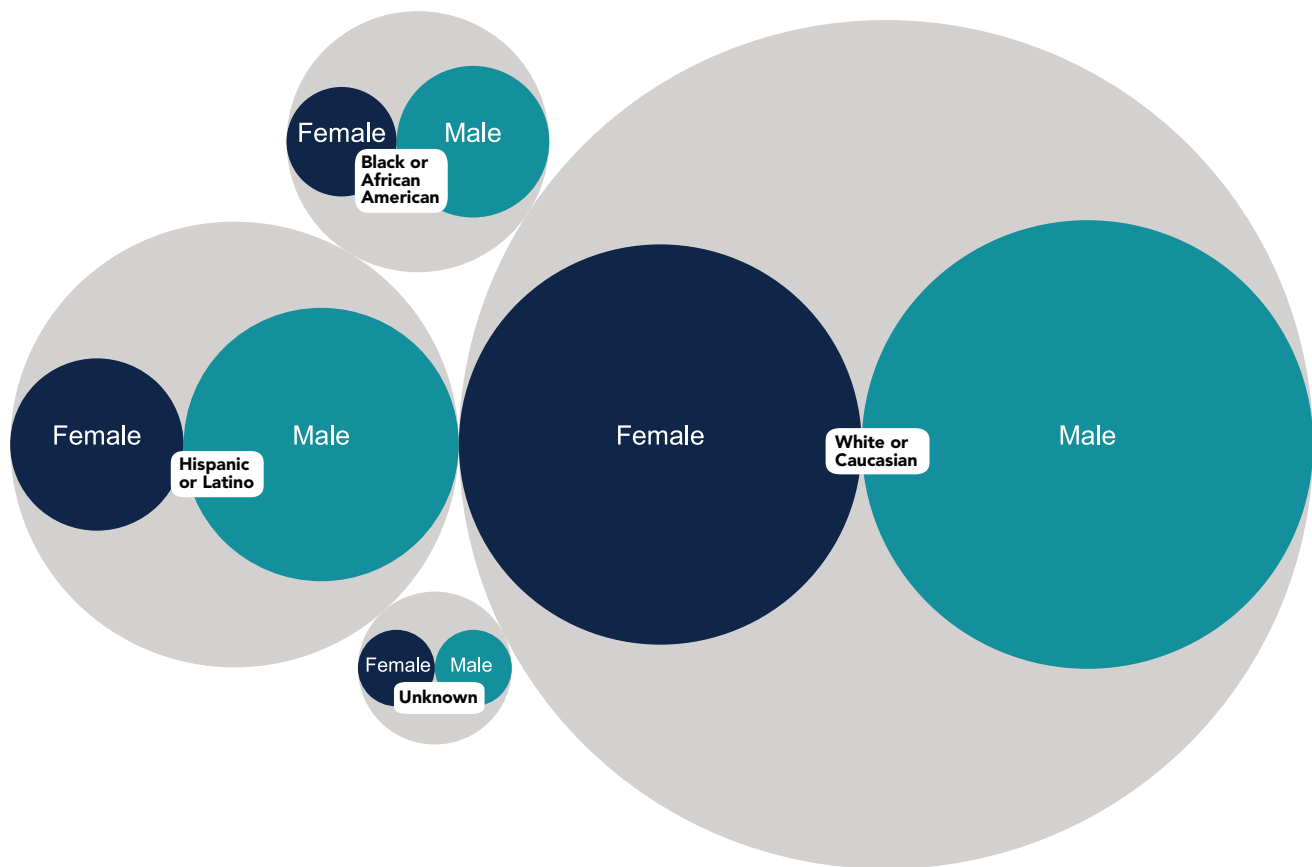 Female
Male
Black or
African
American
Female
Male
Hispanic
or Latino
Female
Male
White or
Caucasian
Female
Male
Unknown